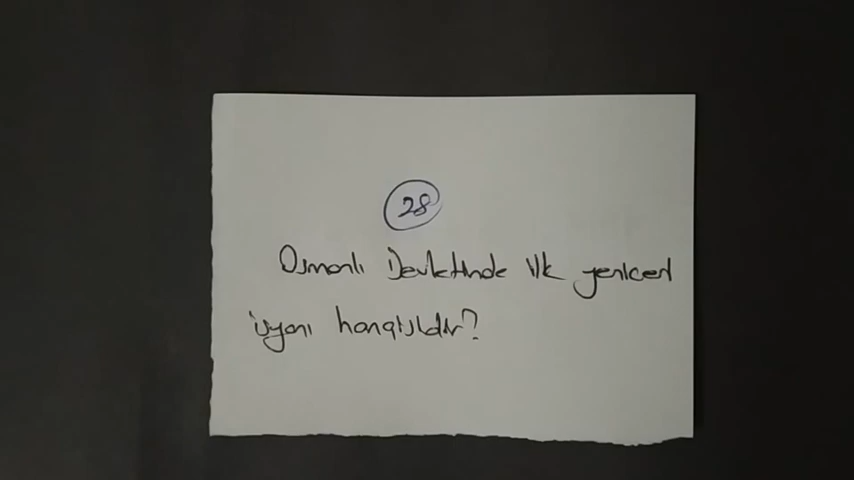 28
Osmanlı Devletinde ilk yeniçeri
isyanı hangisidir?